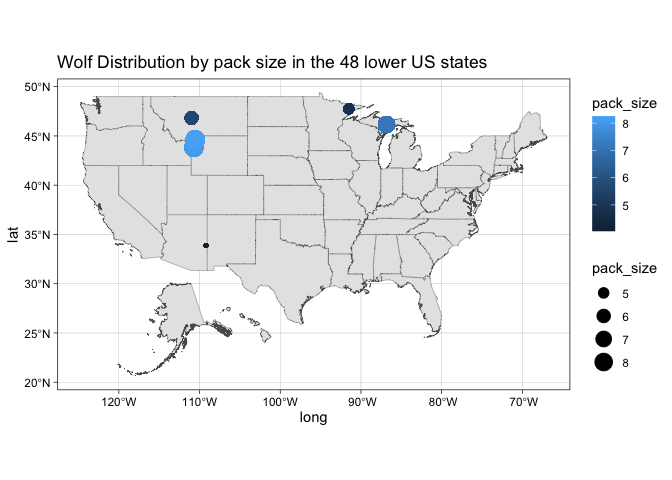 Wolf Distribution by pack size in the 48 lower US states
50°N
45°N
40°N
35°N
30°N
25°N
20°N
lat
120°W 110°W 100°W 90°W 80°W 70°W
long
pack_size
8
7
6
5
pack_size
5
6
7
8